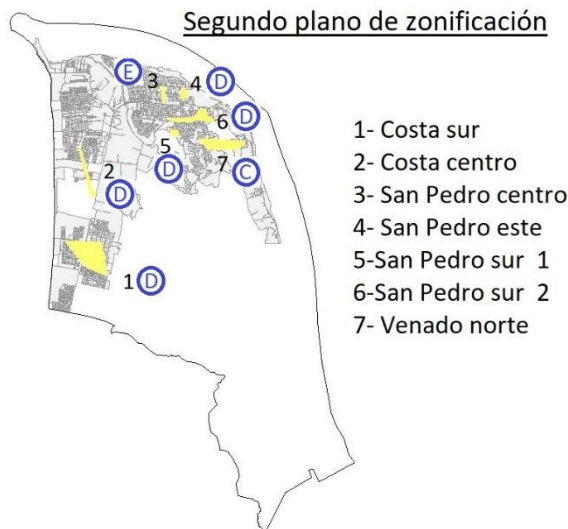 Segundo plano de zonificación
E
3
4
D
6
D
5
D
7
C
2
D
1
D
1- Costa sur
2- Costa centro
3- San Pedro centro
4- San Pedro este
5-San Pedro sur 1
6-San Pedro sur 2
7- Venado norte